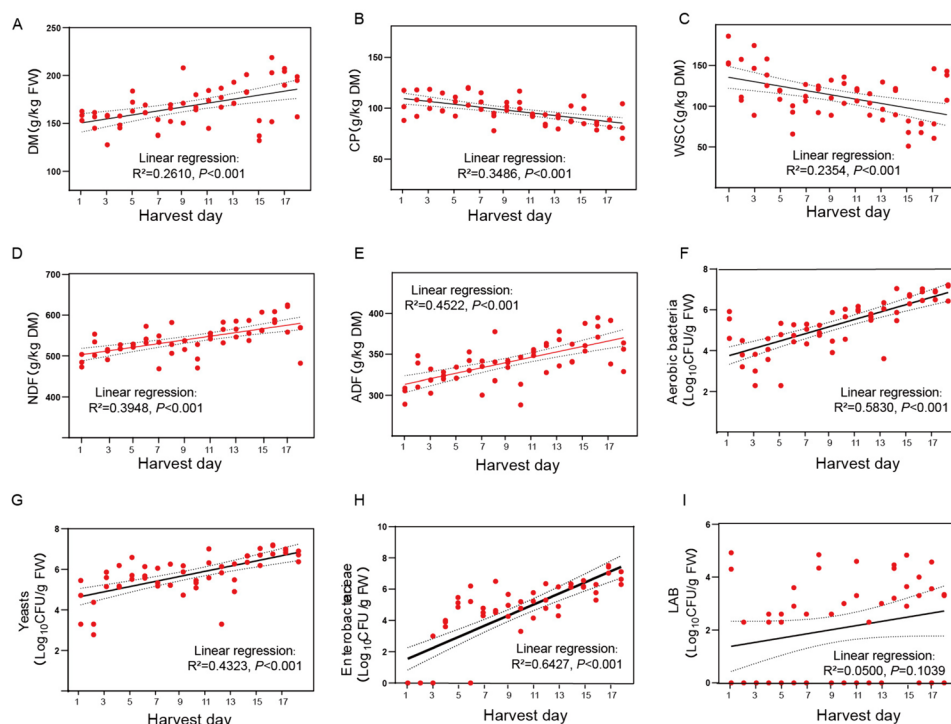 A
DM(g/kg FW)
200
150
100
Linear regression:
R²=0.2610, P<0.001
1 3 5 7 9 11 13 15 17
Harvest day
B
CP(g/kg DM)
150
100
50
Linear regression:
R²=0.3486, P<0.001
1 3 5 7 9 11 13 15 17
Harvest day
C
WSC(g/kg DM)
150
100
50
Linear regression:
R²=0.2354, P<0.001
1 3 5 7 9 11 13 15 17
Harvest day
D
NDF(g/kg DM)
700
600
500
400
Linear regression:
R²=0.3948, P<0.001
1 3 5 7 9 11 13 15 17
Harvest day
E
ADF(g/kg DM)
400
350
300
Linear regression:
R²=0.4522, P<0.001
1 3 5 7 9 11 13 15 17
Harvest day
F
Aerobic bacteria
(Log10CFU/g FW)
8
6
4
2
Linear regression:
R²=0.5830, P<0.001
1 3 5 7 9 11 13 15 17
Harvest day
G
Yeasts
(Log10CFU/g FW)
8
6
4
2
Linear regression:
R²=0.4323, P<0.001
1 3 5 7 9 11 13 15 17
Harvest day
H
(Log10CFU/g FW)
10
8
6
4
2
0
Linear regression:
R²=0.6427, P<0.001
1 3 5 7 9 11 13 15 17
Harvest day
I
LAB
(Log10CFU/g FW)
6
4
2
0
Linear regression:
R²=0.0500, P=0.1039
1 3 5 7 9 11 13 15 17
Harvest day